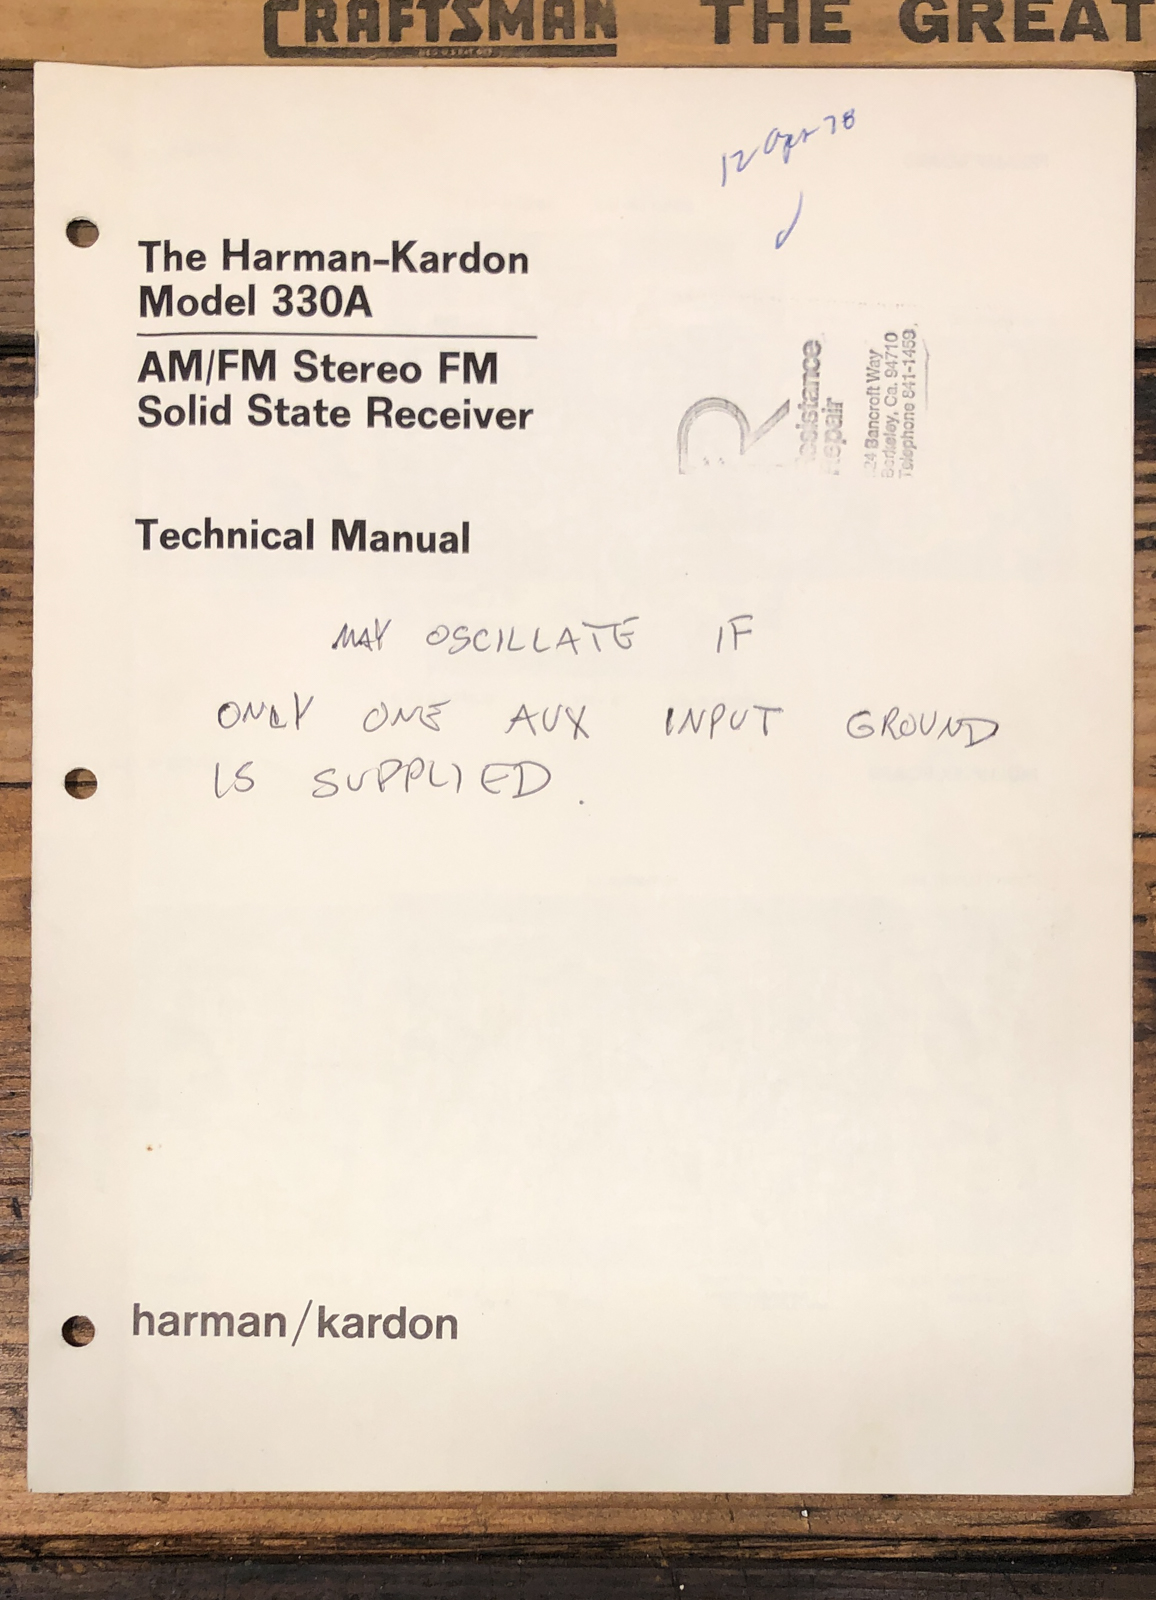 CRAFTSMAN THE GREAT
12 Apr 78
The Harman-Kardon
Model 330A
AM/FM Stereo FM
Solid State Receiver
Resistance
Repair
24 Bancroft Way
Berkeley, Ca. 94710
Telephone 841-1459
Technical Manual
MAY OSCILLATE IF
ONLY ONE AUX INPUT GROUND
IS SUPPLIED.
harman/kardon